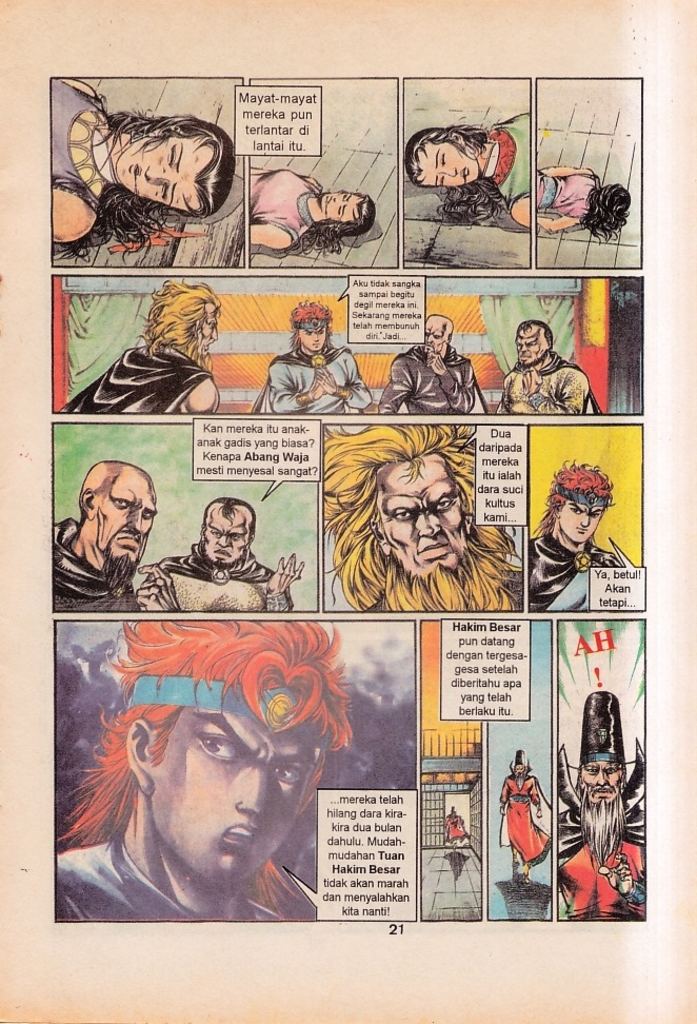 Mayat-mayat
mereka pun
terlantar di
lantai itu.
Aku tidak sangka
sampai begitu
degil mereka ini.
Sekarang mereka
telah membunuh
diri."Jadi...
Kan mereka itu anak-
anak gadis yang biasa?
Kenapa Abang Waja
mesti menyesal sangat?
Dua
daripada
mereka
itu ialah
dara suci
kultus
kami...
Ya, betul!
Akan
tetapi...
...mereka telah
hilang dara kira-
kira dua bulan
dahulu. Mudah-
mudahan Tuan
Hakim Besar
tidak akan marah
dan menyalahkan
kita nanti!
Hakim Besar
pun datang
dengan tergesa-
gesa setelah
diberitahu apa
yang telah
berlaku itu.
AH
!
21